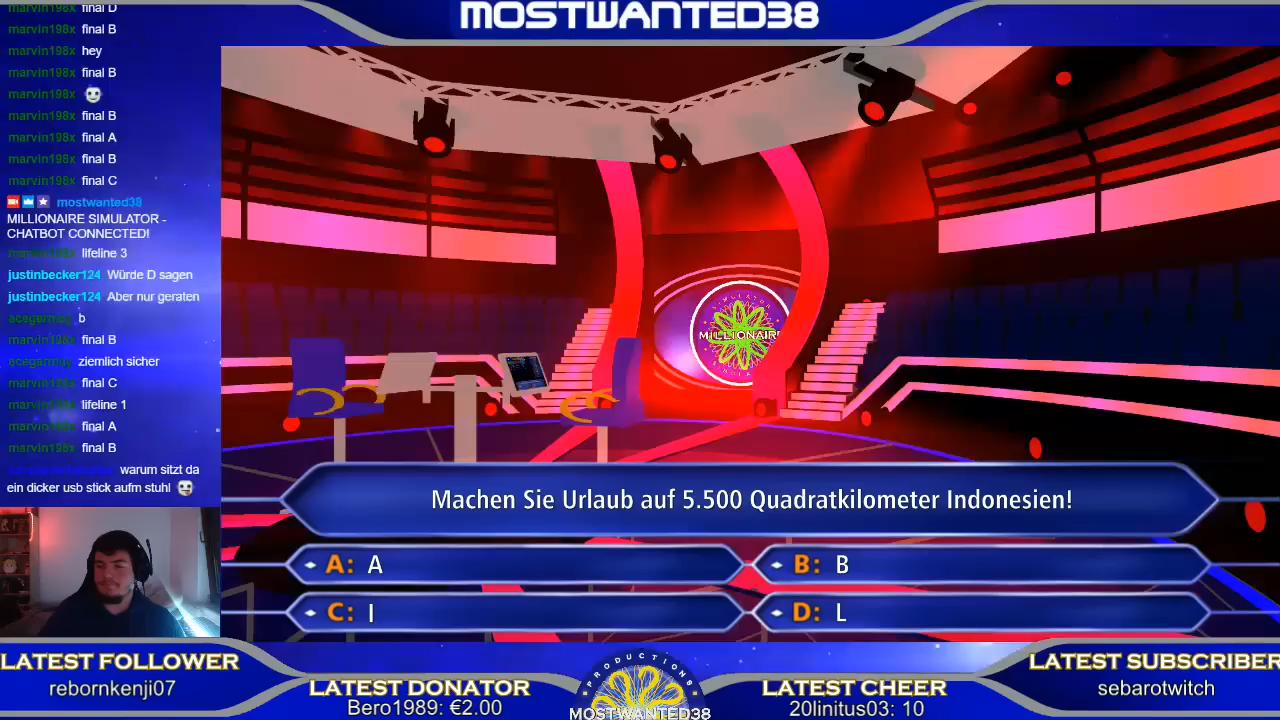 MOSTWANTED38
marvin198x final D
marvin198x final B
marvin198x hey
marvin198x final B
marvin198x
marvin198x final B
marvin198x final A
marvin198x final B
marvin198x final C
mostwanted38
MILLIONAIRE SIMULATOR -
CHATBOT CONNECTED!
marvin198x lifeline 3
justinbecker124 Würde D sagen
justinbecker124 Aber nur geraten
b
marvin198x final B
ziemlich sicher
marvin198x final C
marvin198x lifeline 1
marvin198x final A
marvin198x final B
warum sitzt da
ein dicker usb stick aufm stuhl
SIMULATOR
MILLIONAIRE
Machen Sie Urlaub auf 5.500 Quadratkilometer Indonesien!
A: A
B: B
C: I
D: L
LATEST FOLLOWER
rebornkenji07
LATEST DONATOR
Bero1989: €2.00
PRODUCTIONS
MOSTWANTED38
LATEST CHEER
20linitus03: 10
LATEST SUBSCRIBER
sebarotwitch